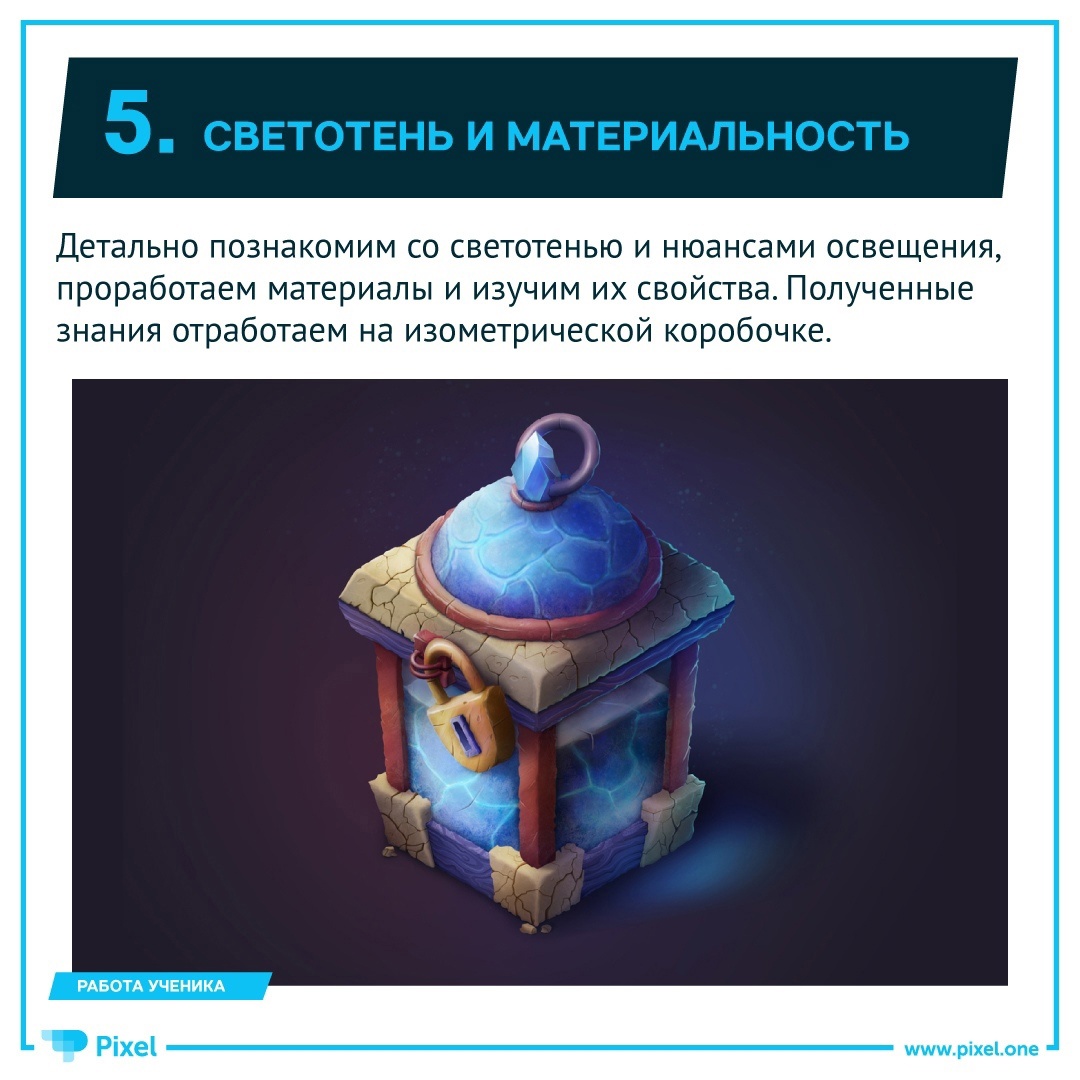 5. СВЕТОТЕНЬ И МАТЕРИАЛЬНОСТЬ
Детально познакомим со светотенью и нюансами освещения,
проработаем материалы и изучим их свойства. Полученные
знания отработаем на изометрической коробочке.
РАБОТА УЧЕНИКА
Pixel
www.pixel.one